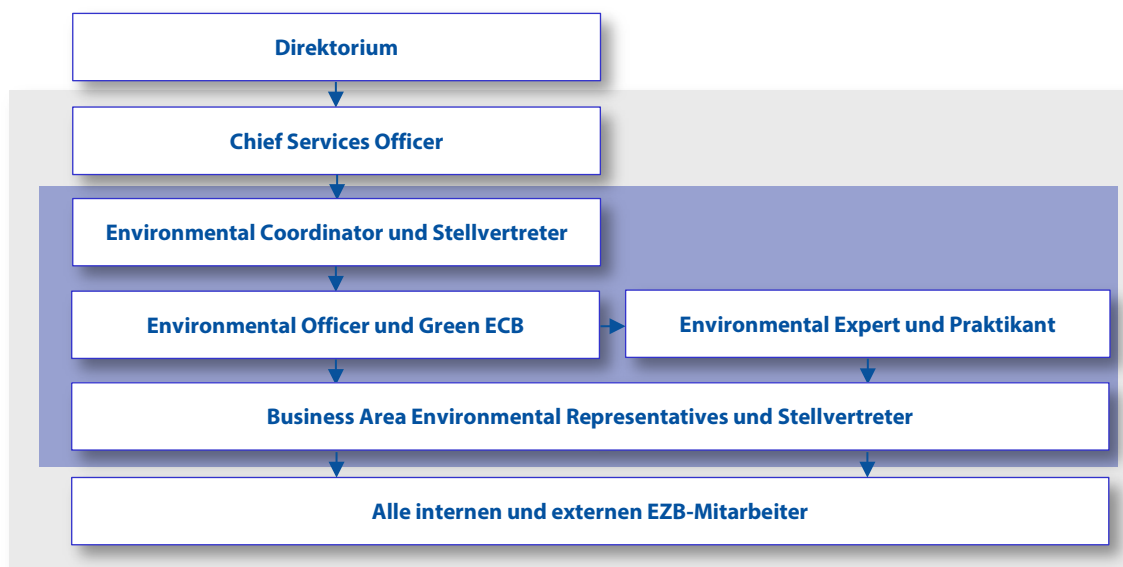 Direktorium
Chief Services Officer
Environmental Coordinator und Stellvertreter
Environmental Officer und Green ECB
Environmental Expert und Praktikant
Business Area Environmental Representatives und Stellvertreter
Alle internen und externen EZB-Mitarbeiter